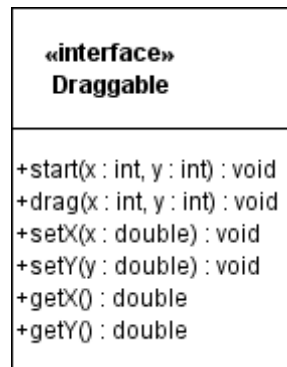 «interface»
Draggable
+start(x : int, y : int) : void
+drag(x : int, y : int) : void
+setX(x : double) : void
+setY(y : double) : void
+getX() : double
+getY() : double